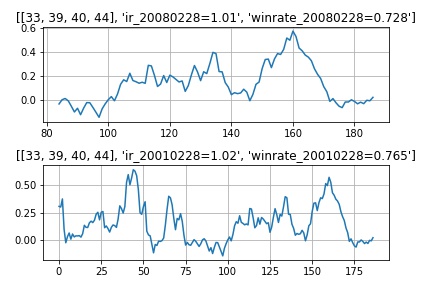 [[33, 39, 40, 44], 'ir_20080228=1.01', 'winrate_20080228=0.728']
0.6
0.4
0.2
0.0
80 100 120 140 160 180
[[33, 39, 40, 44], 'ir_20010228=1.02', 'winrate_20010228=0.765']
0.50
0.25
0.00
0 25 50 75 100 125 150 175